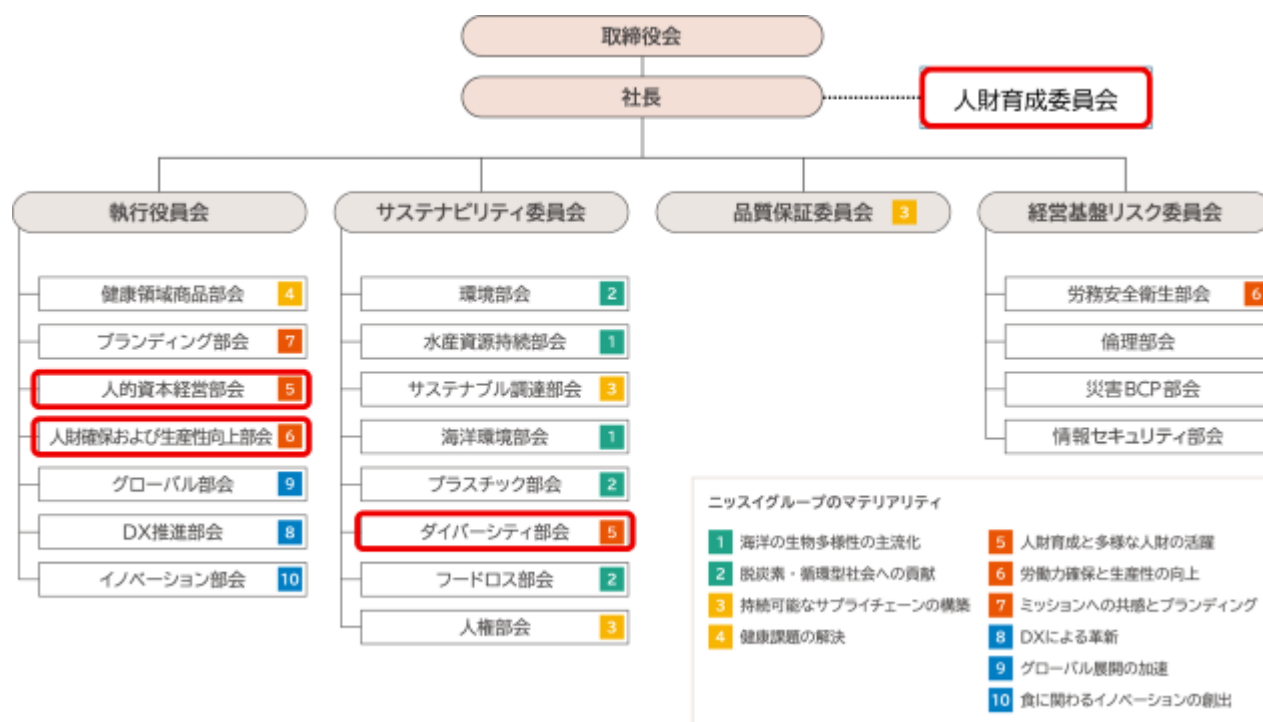 取締役会
社長
人財育成委員会
執行役員会
サステナビリティ委員会
品質保証委員会 3
経営基盤リスク委員会
健康領域商品部会 4
ブランディング部会 7
人的資本経営部会 5
人財確保および生産性向上部会 6
グローバル部会 9
DX推進部会 8
イノベーション部会 10
環境部会 2
水産資源持続部会 1
サステナブル調達部会 3
海洋環境部会 1
プラスチック部会 2
ダイバーシティ部会 5
フードロス部会 2
人権部会 3
労務安全衛生部会 6
倫理部会
災害BCP部会
情報セキュリティ部会
ニッスイグループのマテリアリティ
1 海洋の生物多様性の主流化
2 脱炭素・循環型社会への貢献
3 持続可能なサプライチェーンの構築
4 健康課題の解決
5 人財育成と多様な人財の活躍
6 労働力確保と生産性の向上
7 ミッションへの共感とブランディング
8 DXによる革新
9 グローバル展開の加速
10 食に関わるイノベーションの創出